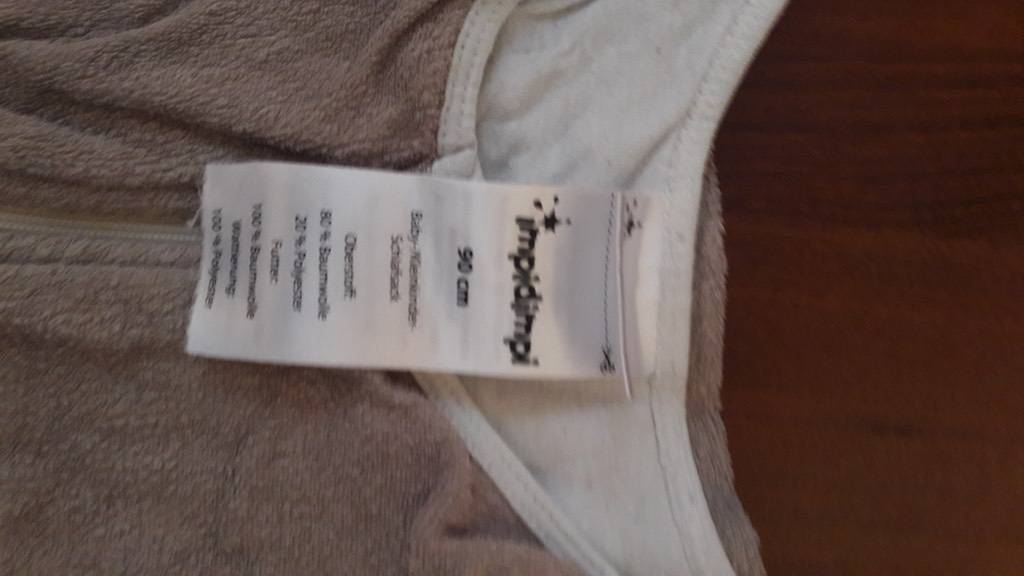 impidimpi
90 cm
Baby-/Kleinkinder-
Schlafsack
Oberstoff:
80 % Baumwolle
20 % Polyester
Futter:
100 % Baumwolle
Wattierung:
100 % Polyester